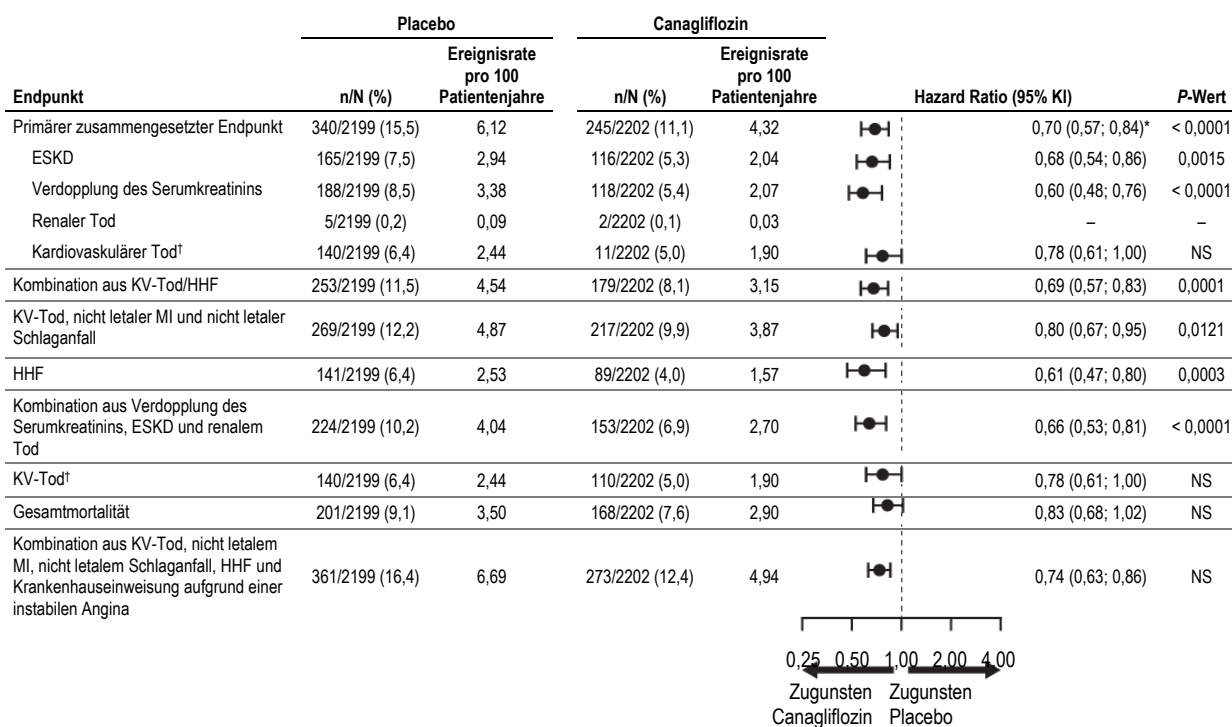 Placebo Canagliflozin
Endpunkt n/N (%) Ereignisrate pro 100 Patientenjahre n/N (%) Ereignisrate pro 100 Patientenjahre Hazard Ratio (95% KI) P-Wert
Primärer zusammengesetzter Endpunkt 340/2199 (15,5) 6,12 245/2202 (11,1) 4,32 0,70 (0,57; 0,84)* < 0,0001
ESKD 165/2199 (7,5) 2,94 116/2202 (5,3) 2,04 0,68 (0,54; 0,86) 0,0015
Verdopplung des Serumkreatinins 188/2199 (8,5) 3,38 118/2202 (5,4) 2,07 0,60 (0,48; 0,76) < 0,0001
Renaler Tod 5/2199 (0,2) 0,09 2/2202 (0,1) 0,03 – –
Kardiovaskulärer Tod† 140/2199 (6,4) 2,44 11/2202 (5,0) 1,90 0,78 (0,61; 1,00) NS
Kombination aus KV-Tod/HHF 253/2199 (11,5) 4,54 179/2202 (8,1) 3,15 0,69 (0,57; 0,83) 0,0001
KV-Tod, nicht letaler MI und nicht letaler
Schlaganfall 269/2199 (12,2) 4,87 217/2202 (9,9) 3,87 0,80 (0,67; 0,95) 0,0121
HHF 141/2199 (6,4) 2,53 89/2202 (4,0) 1,57 0,61 (0,47; 0,80) 0,0003
Kombination aus Verdopplung des
Serumkreatinins, ESKD und renalem
Tod 224/2199 (10,2) 4,04 153/2202 (6,9) 2,70 0,66 (0,53; 0,81) < 0,0001
KV-Tod† 140/2199 (6,4) 2,44 110/2202 (5,0) 1,90 0,78 (0,61; 1,00) NS
Gesamtmortalität 201/2199 (9,1) 3,50 168/2202 (7,6) 2,90 0,83 (0,68; 1,02) NS
Kombination aus KV-Tod, nicht letalem
MI, nicht letalem Schlaganfall, HHF und
Krankenhauseinweisung aufgrund einer
instabilen Angina 361/2199 (16,4) 6,69 273/2202 (12,4) 4,94 0,74 (0,63; 0,86) NS
0,25 0,50 1,00 2,00 4,00
Zugunsten Zugunsten
Canagliflozin Placebo